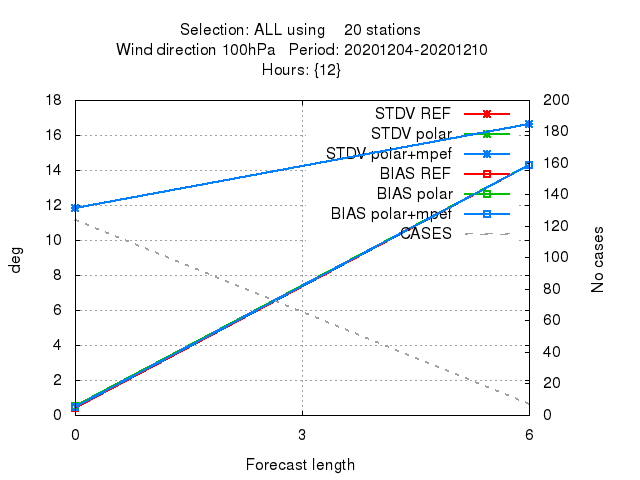 Selection: ALL using    20 stations
Wind direction 100hPa   Period: 20201204-20201210
Hours: {12}
18
16
14
12
10
8
6
4
2
0
deg
200
180
160
140
120
100
80
60
40
20
0
No cases
STDV REF
STDV polar
STDV polar+mpef
BIAS REF
BIAS polar
BIAS polar+mpef
CASES
0 3 6
Forecast length